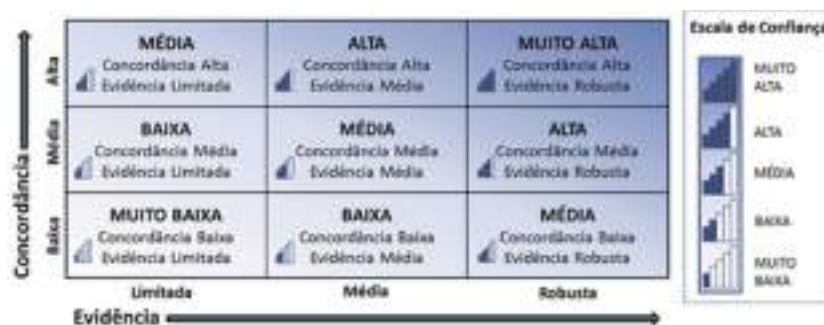 Concordância
Alta
MÉDIA
Concordância Alta
Evidência Limitada
ALTA
Concordância Alta
Evidência Média
MUITO ALTA
Concordância Alta
Evidência Robusta
Média
BAIXA
Concordância Média
Evidência Limitada
MÉDIA
Concordância Média
Evidência Média
ALTA
Concordância Média
Evidência Robusta
Baixa
MUITO BAIXA
Concordância Baixa
Evidência Limitada
BAIXA
Concordância Baixa
Evidência Média
MÉDIA
Concordância Baixa
Evidência Robusta
Limitada
Média
Robusta
Evidência
Escala de
MUITO
ALTA
ALTA
MÉDIA
BAIXA
MUITO
BAIXA